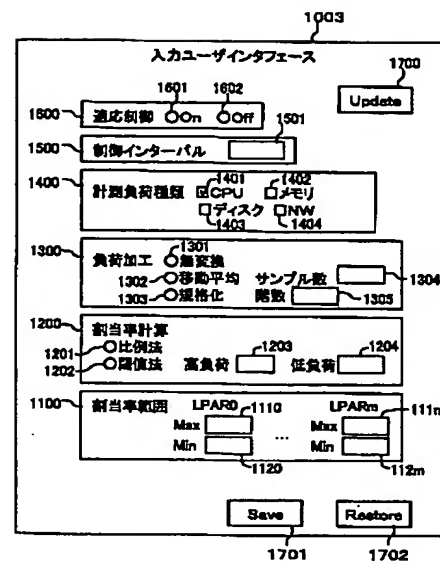 1003
入力ユーザインタフェース
1700
Update
1601 1602
1600 適応制御 On Off
1501
1500 制御インターバル
1400 計測負荷種類 1401 CPU 1402 メモリ
ディスク NW
1403 1404
1301
1300 負荷加工 無変換
1302 移動平均 サンプル数 1304
1303 規格化 階数 1305
1200 割当率計算
1201 比例法 1203 1204
1202 閾値法 高負荷 低負荷
1100 割当率範囲 LPAR0 1110 LPARm 111m
Max Max
Min … Min
1120 112m
Save Restore
1701 1702